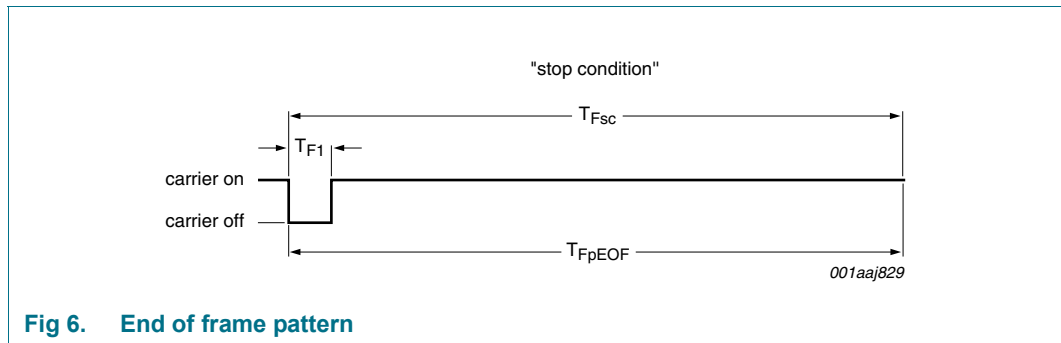 "stop condition"
TFsc
TF1
carrier on
carrier off
TFpEOF
001aaj829
Fig 6. End of frame pattern